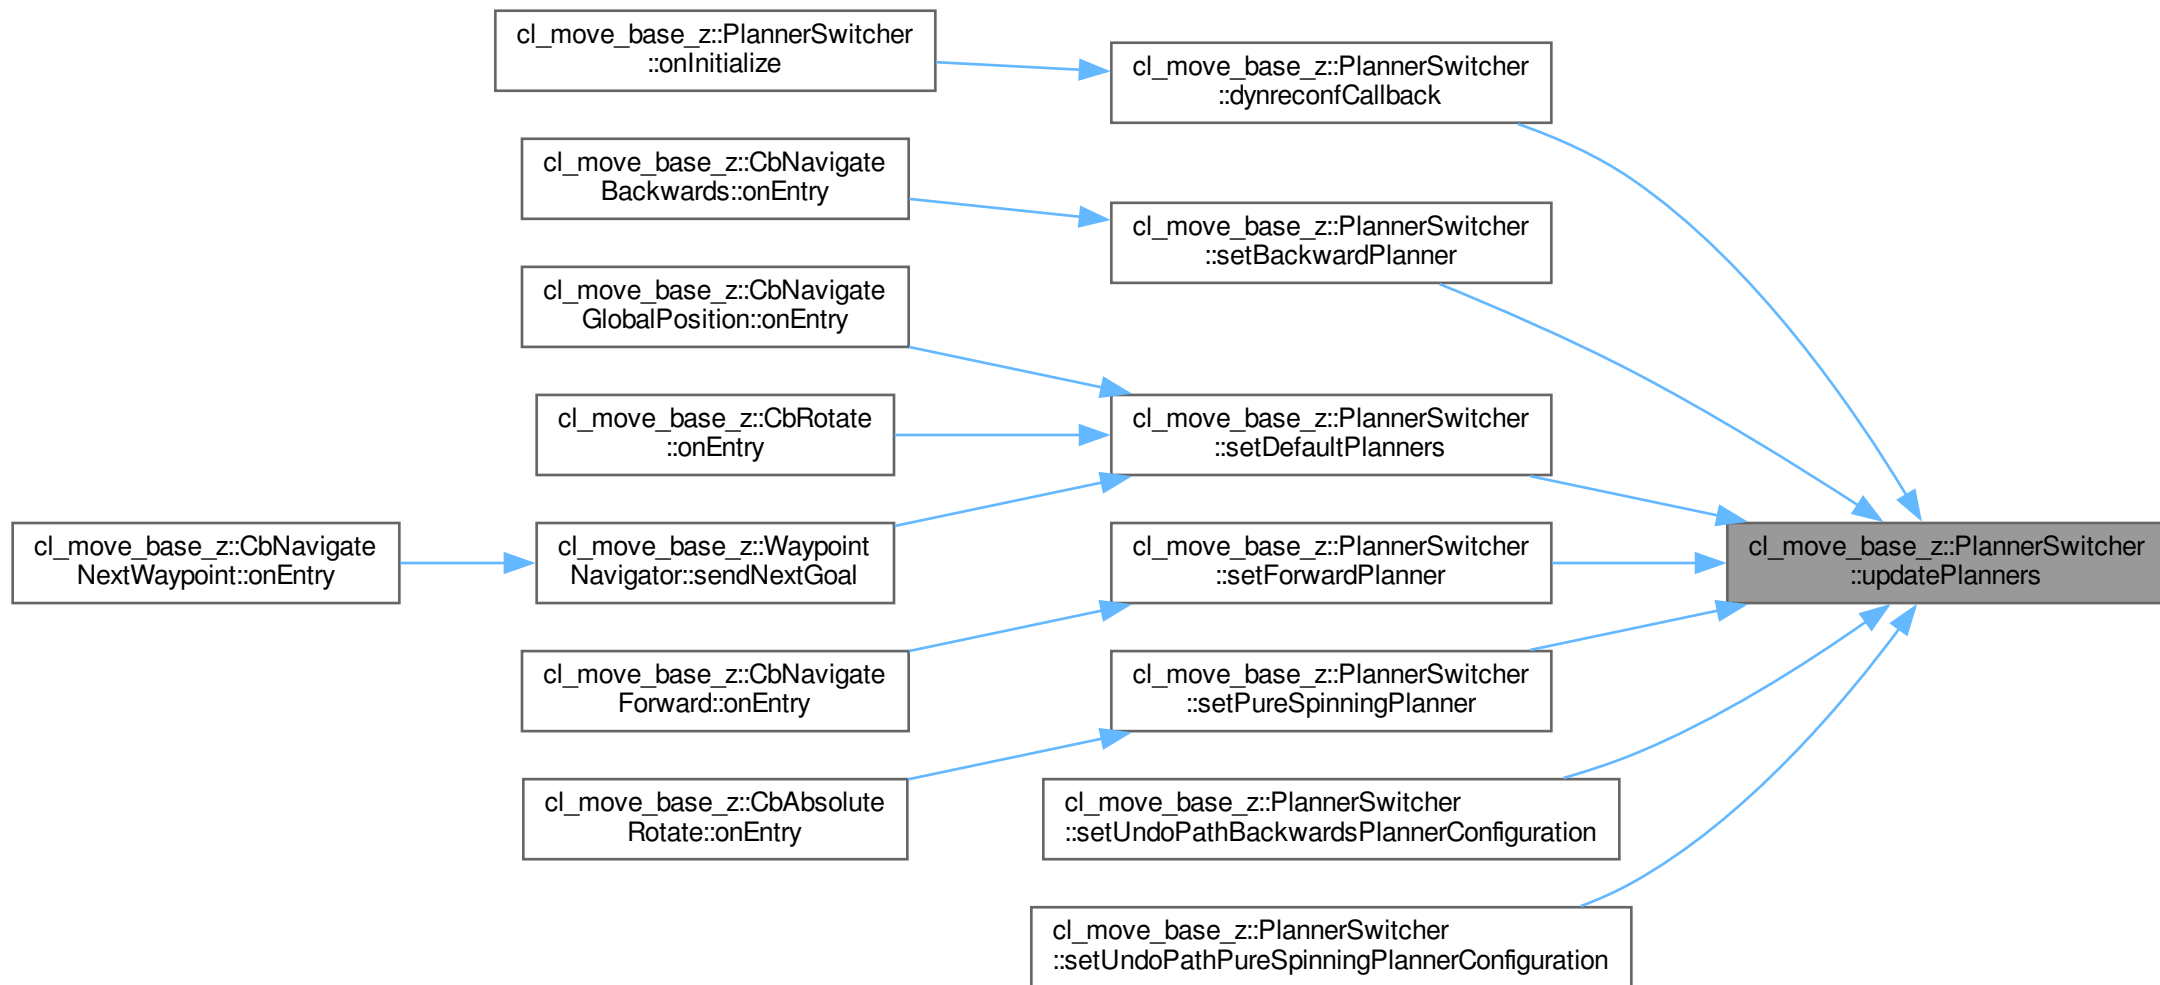 cl_move_base_z::PlannerSwitcher
::onInitialize
cl_move_base_z::PlannerSwitcher
::dynreconfCallback
cl_move_base_z::CbNavigate
Backwards::onEntry
cl_move_base_z::PlannerSwitcher
::setBackwardPlanner
cl_move_base_z::CbNavigate
GlobalPosition::onEntry
cl_move_base_z::CbRotate
::onEntry
cl_move_base_z::PlannerSwitcher
::setDefaultPlanners
cl_move_base_z::CbNavigate
NextWaypoint::onEntry
cl_move_base_z::Waypoint
Navigator::sendNextGoal
cl_move_base_z::PlannerSwitcher
::setForwardPlanner
cl_move_base_z::PlannerSwitcher
::updatePlanners
cl_move_base_z::CbNavigate
Forward::onEntry
cl_move_base_z::PlannerSwitcher
::setPureSpinningPlanner
cl_move_base_z::CbAbsolute
Rotate::onEntry
cl_move_base_z::PlannerSwitcher
::setUndoPathBackwardsPlannerConfiguration
cl_move_base_z::PlannerSwitcher
::setUndoPathPureSpinningPlannerConfiguration